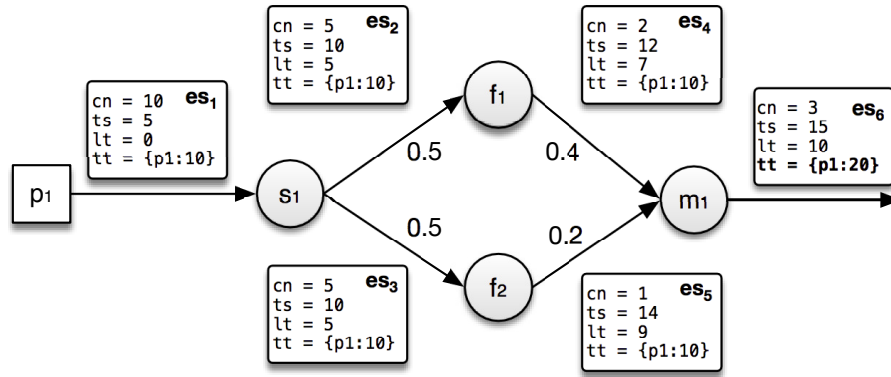 cn = 10 es1
ts = 5
lt = 0
tt = {p1:10}
cn = 5 es2
ts = 10
lt = 5
tt = {p1:10}
cn = 2 es4
ts = 12
lt = 7
tt = {p1:10}
cn = 3 es6
ts = 15
lt = 10
tt = {p1:20}
p1
s1
f1
f2
m1
0.5
0.4
0.5
0.2
cn = 5 es3
ts = 10
lt = 5
tt = {p1:10}
cn = 1 es5
ts = 14
lt = 9
tt = {p1:10}